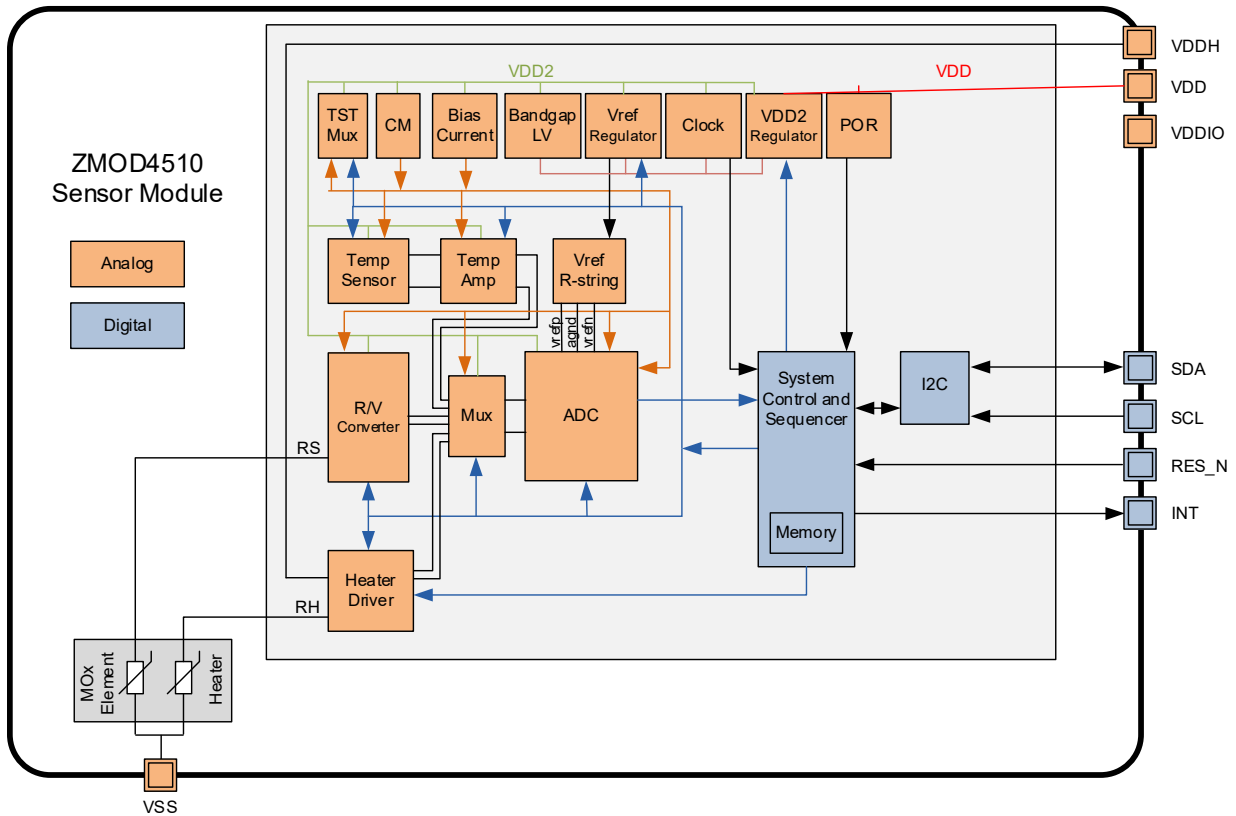 VDDH
VDD2
VDD
VDD
TST
Mux
CM
Bias
Current
Bandgap
LV
Vref
Regulator
Clock
VDD2
Regulator
POR
VDDIO
ZMOD4510
Sensor Module
Analog
Digital
Temp
Sensor
Temp
Amp
Vref
R-string
vrefp
agnd
vrefn
R/V
Converter
Mux
ADC
System
Control and
Sequencer
Memory
I2C
SDA
SCL
RES_N
INT
RS
Heater
Driver
RH
MOx
Element
Heater
VSS